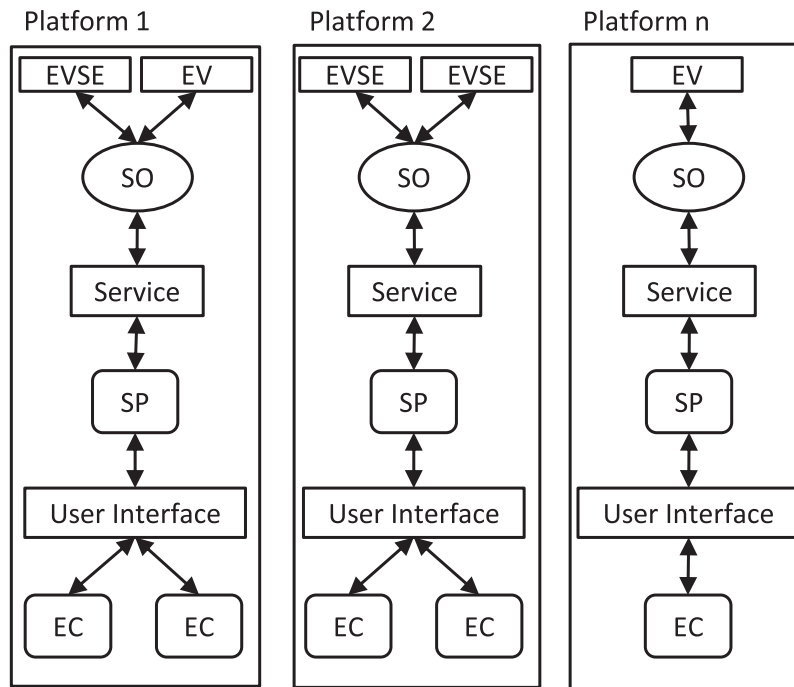 Platform 1
EVSE
EV
SO
Service
SP
User Interface
EC
EC
Platform 2
EVSE
EVSE
SO
Service
SP
User Interface
EC
EC
Platform n
EV
SO
Service
SP
User Interface
EC